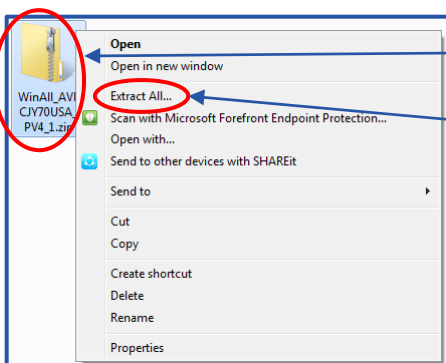 WinAll_AVI
CJY70USA_
PV4_1.zip
Open
Open in new window
Extract All...
Scan with Microsoft Forefront Endpoint Protection...
Open with...
Send to other devices with SHAREit
Send to
Cut
Copy
Create shortcut
Delete
Rename
Properties